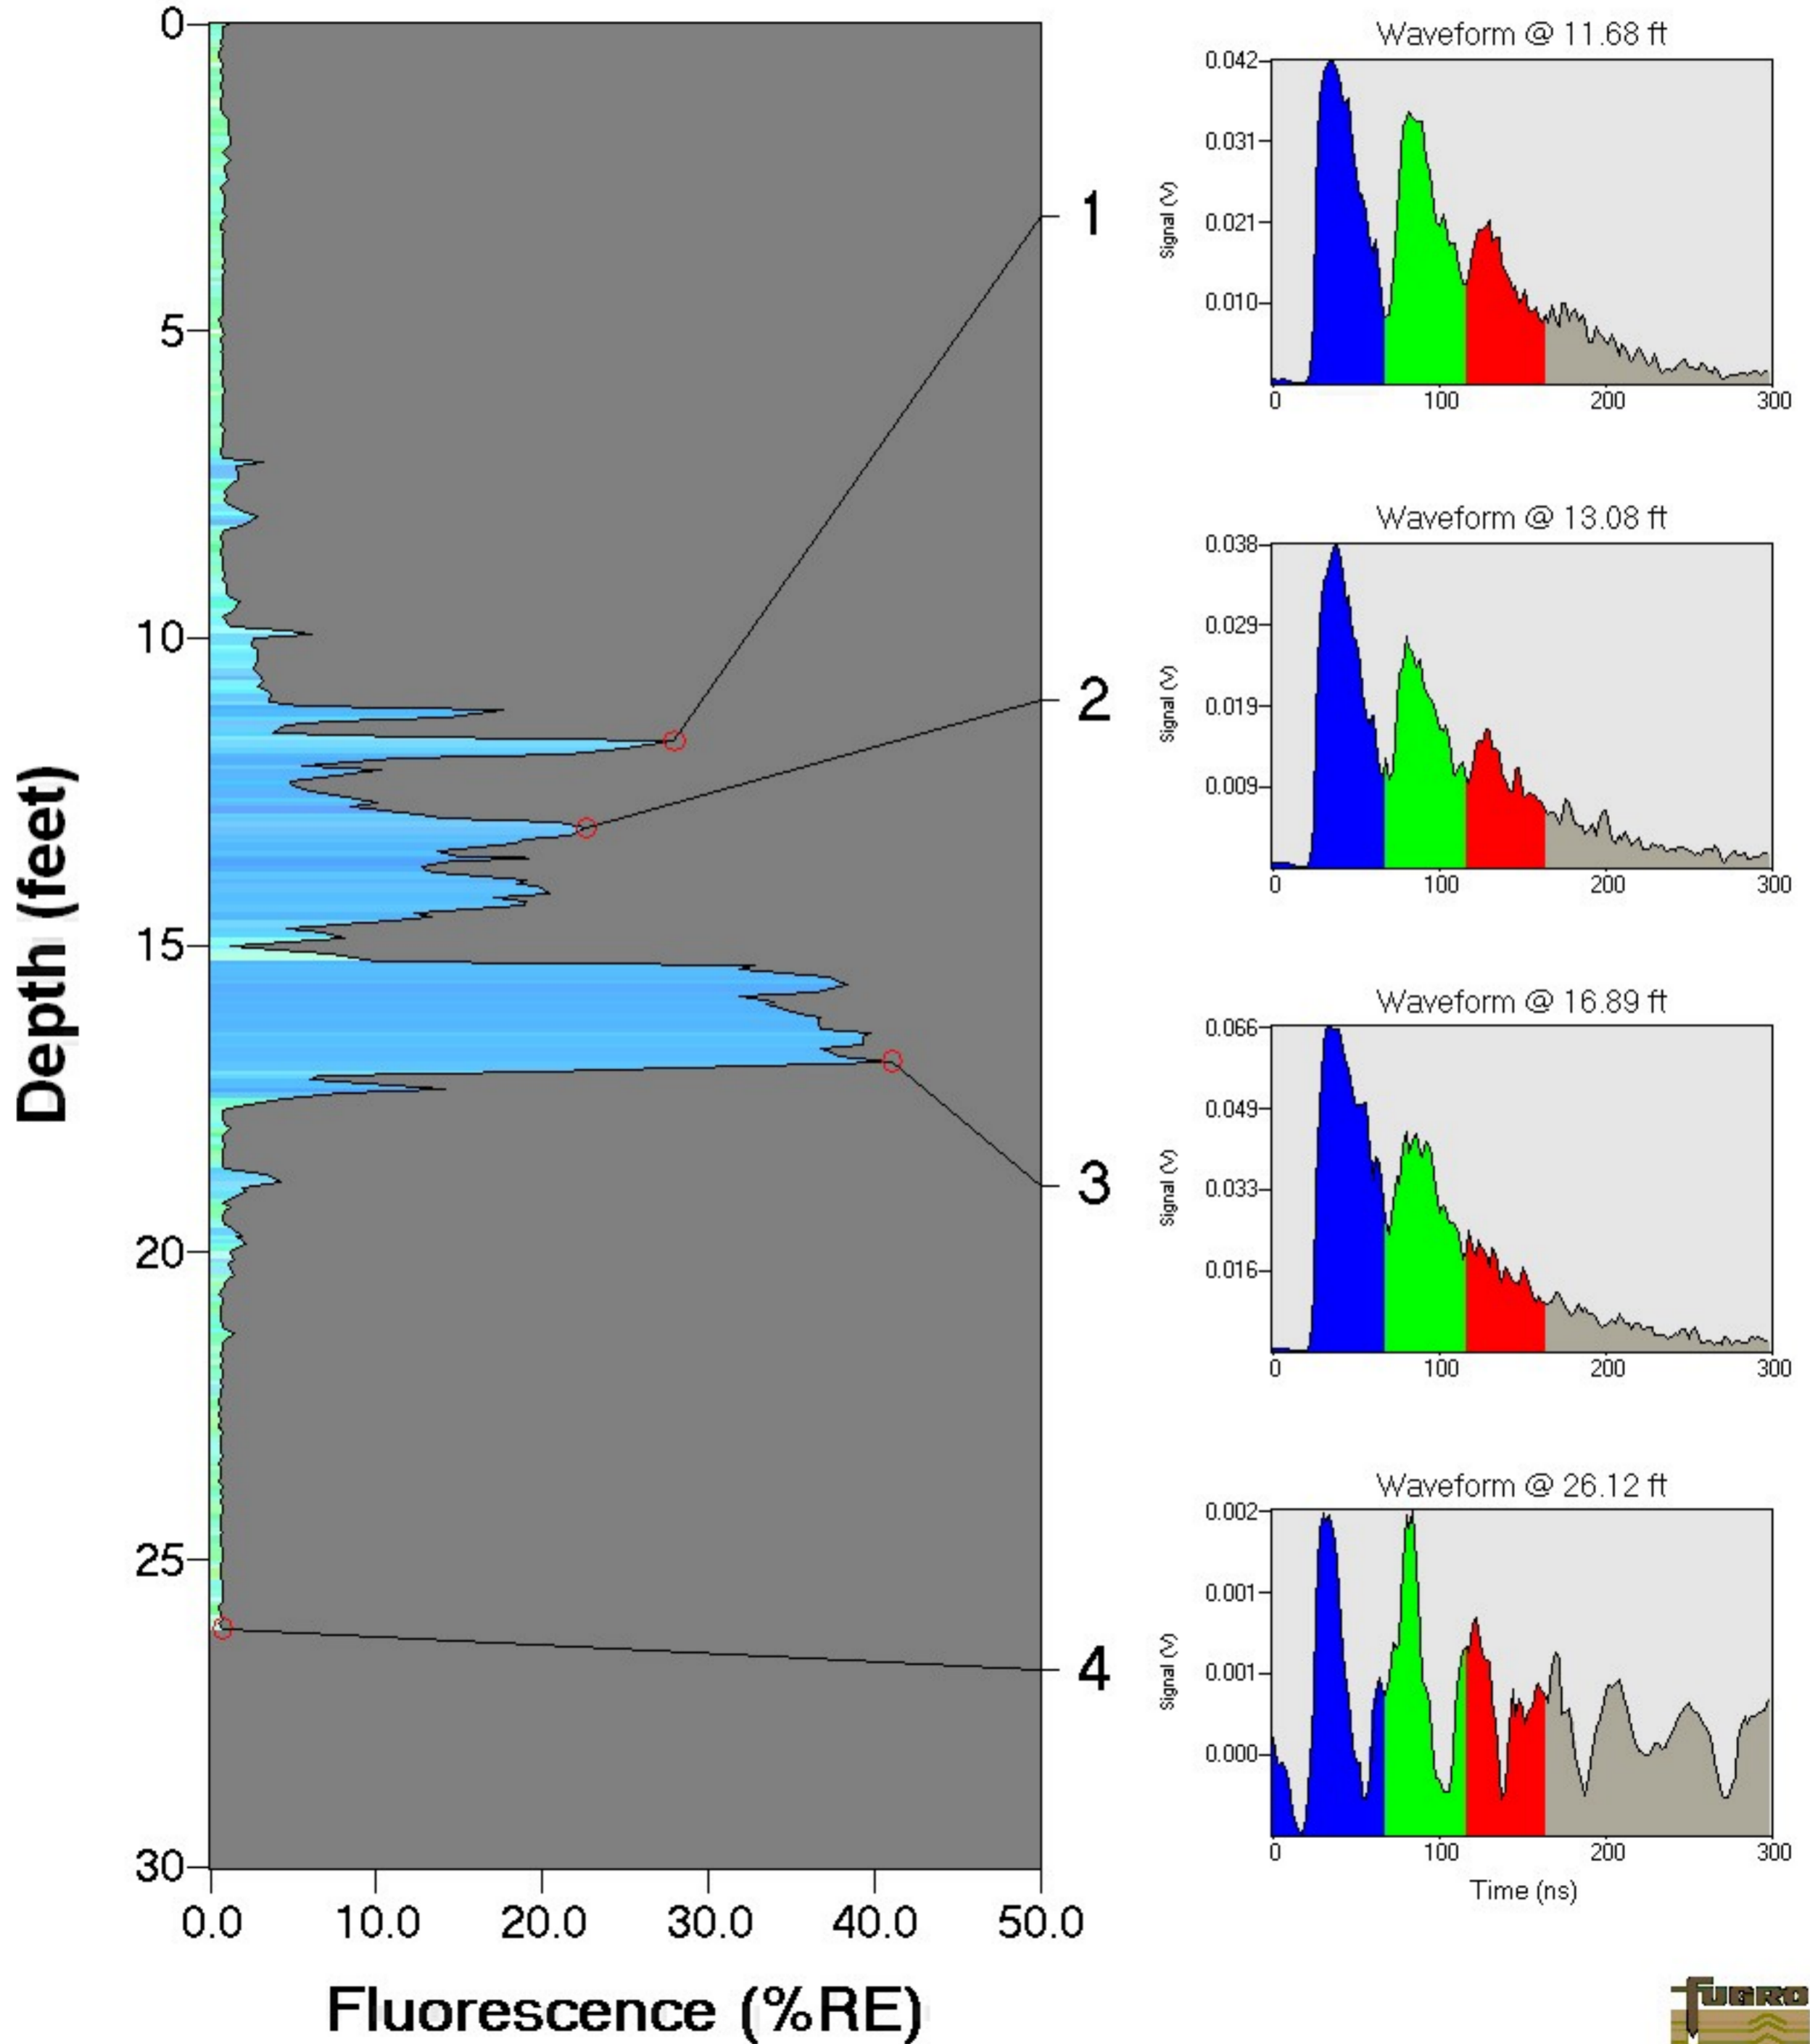 Depth (feet)
0
5
10
15
20
25
30
0.0 10.0 20.0 30.0 40.0 50.0
Fluorescence (%RE)
1
2
3
4
Waveform @ 11.68 ft
Signal (V)
0.042
0.031
0.021
0.010
0 100 200 300
Waveform @ 13.08 ft
Signal (V)
0.038
0.029
0.019
0.009
0 100 200 300
Waveform @ 16.89 ft
Signal (V)
0.066
0.049
0.033
0.016
0 100 200 300
Waveform @ 26.12 ft
Signal (V)
0.002
0.001
0.001
0.000
0 100 200 300
Time (ns)
FUGRO